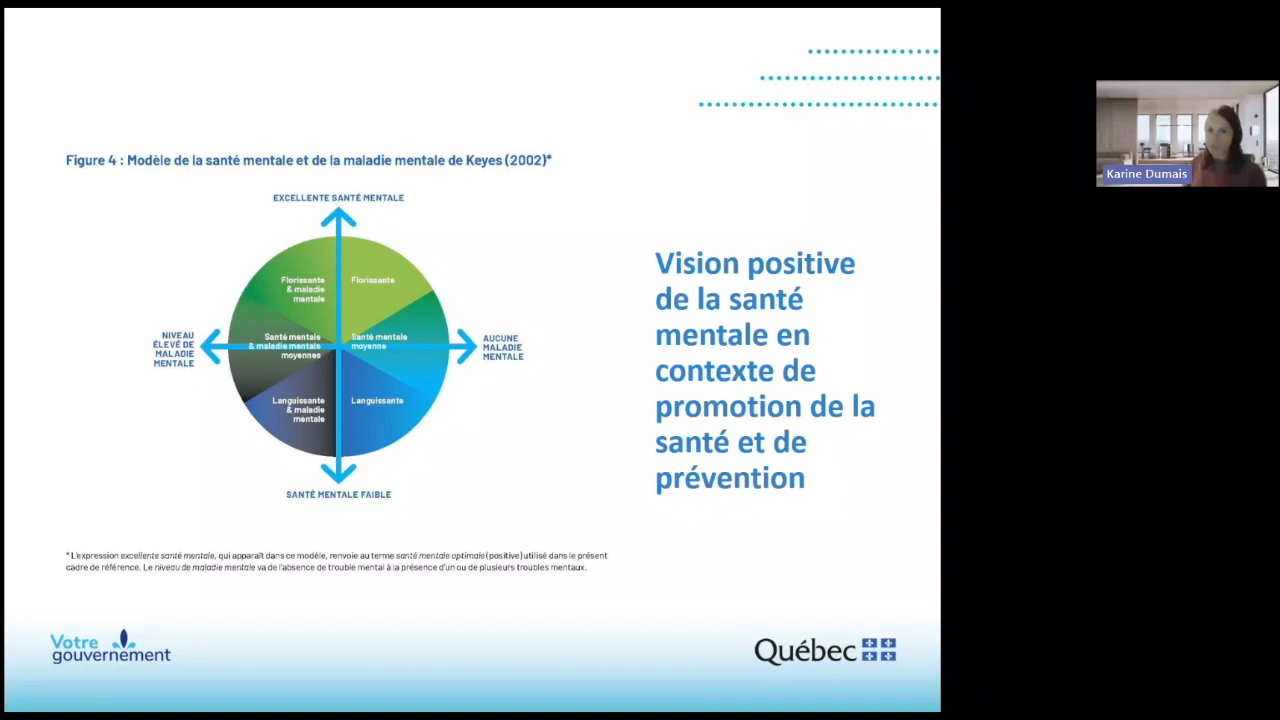 Figure 4 : Modèle de la santé mentale et de la maladie mentale de Keyes (2002)*
EXCELLENTE SANTÉ MENTALE
Florissante
& maladie
mentale
Florissante
NIVEAU
ÉLEVÉ DE
MALADIE
MENTALE
Santé mentale
& maladie mentale
moyennes
Santé mentale
moyenne
AUCUNE
MALADIE
MENTALE
Languissante
& maladie
mentale
Languissante
SANTÉ MENTALE FAIBLE
* L'expression excellente santé mentale, qui apparaît dans ce modèle, renvoie au terme santé mentale optimale (positive) utilisé dans le présent
cadre de référence. Le niveau de maladie mentale va de l'absence de trouble mental à la présence d'un ou de plusieurs troubles mentaux.
Vision positive
de la santé
mentale en
contexte de
promotion de la
santé et de
prévention
Votre
gouvernement
Québec
Karine Dumais